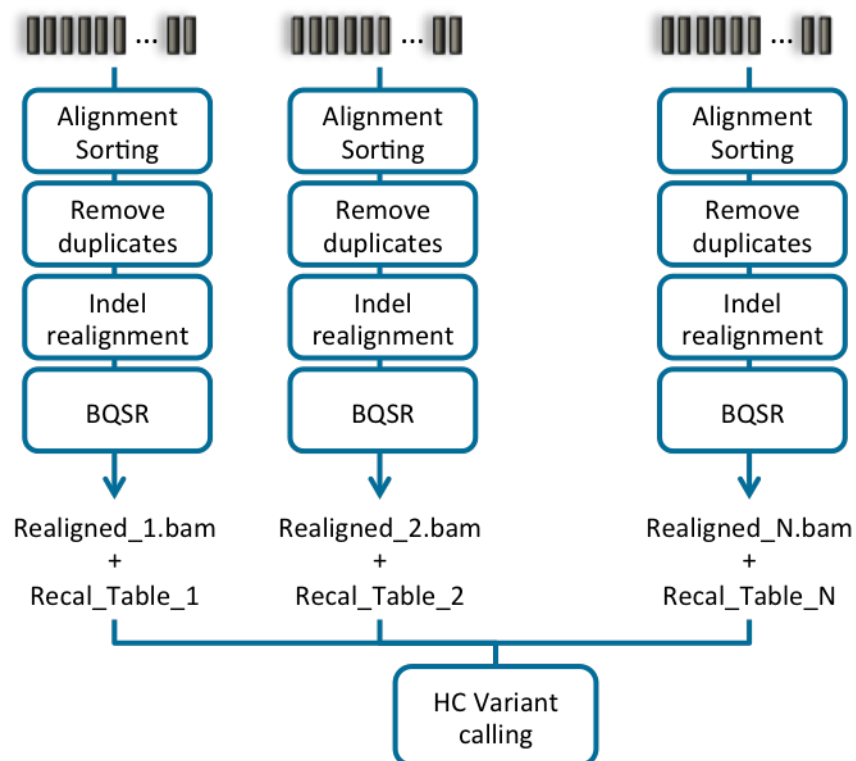 ... ... ...
Alignment
Sorting
Remove
duplicates
Indel
realignment
BQSR
Realigned_1.bam
+
Recal_Table_1
Alignment
Sorting
Remove
duplicates
Indel
realignment
BQSR
Realigned_2.bam
+
Recal_Table_2
Alignment
Sorting
Remove
duplicates
Indel
realignment
BQSR
Realigned_N.bam
+
Recal_Table_N
HC Variant
calling